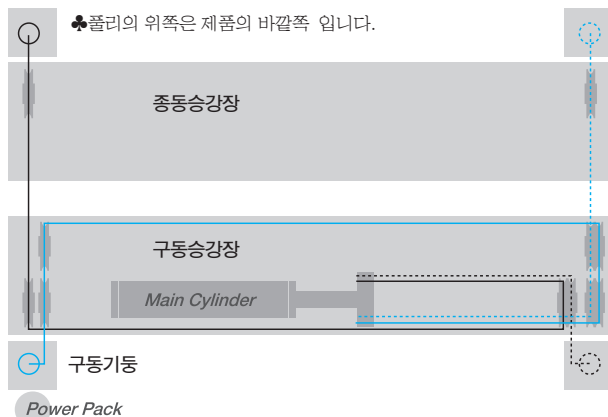 ♣풀리의 위쪽은 제품의 바깥쪽 입니다.
종동승강장
구동승강장
Main Cylinder
구동기둥
Power Pack